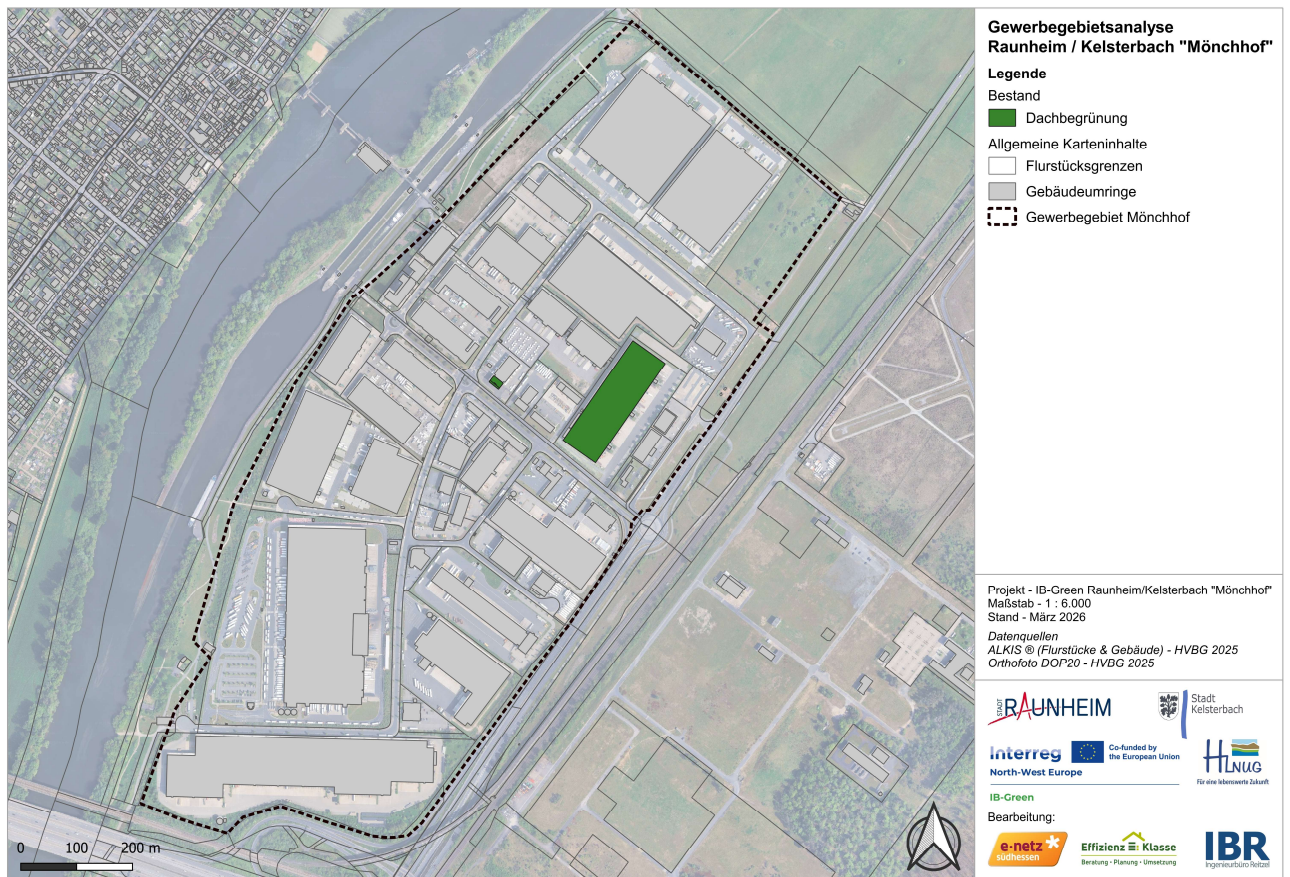 Gewerbegebietsanalyse
Raunheim / Kelsterbach "Mönchhof"
Legende
Bestand
Dachbegrünung
Allgemeine Karteninhalte
Flurstücksgrenzen
Gebäudeumringe
Gewerbegebiet Mönchhof
Projekt - IB-Green Raunheim/Kelsterbach "Mönchhof"
Maßstab - 1 : 6.000
Stand - März 2026
Datenquellen
ALKIS ® (Flurstücke & Gebäude) - HVBG 2025
Orthofoto DOP20 - HVBG 2025
STADT RAUNHEIM
Stadt
Kelsterbach
Interreg
Co-funded by
the European Union
North-West Europe
HLNUG
Für eine lebenswerte Zukunft
IB-Green
Bearbeitung:
e-netz
südhessen
Effizienz Klasse
Beratung • Planung • Umsetzung
IBR
Ingenieurbüro Reitzel
0 100 200 m